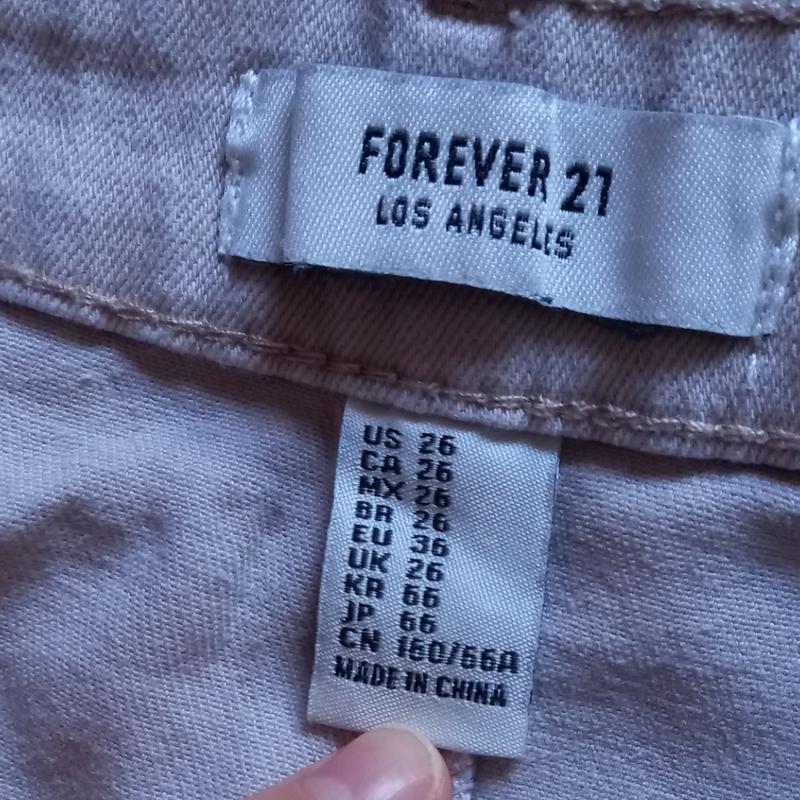 FOREVER 21
LOS ANGELES
US 26
CA 26
MX 26
BR 26
EU 36
UK 26
KR 66
JP 66
CN 160/66A
MADE IN CHINA